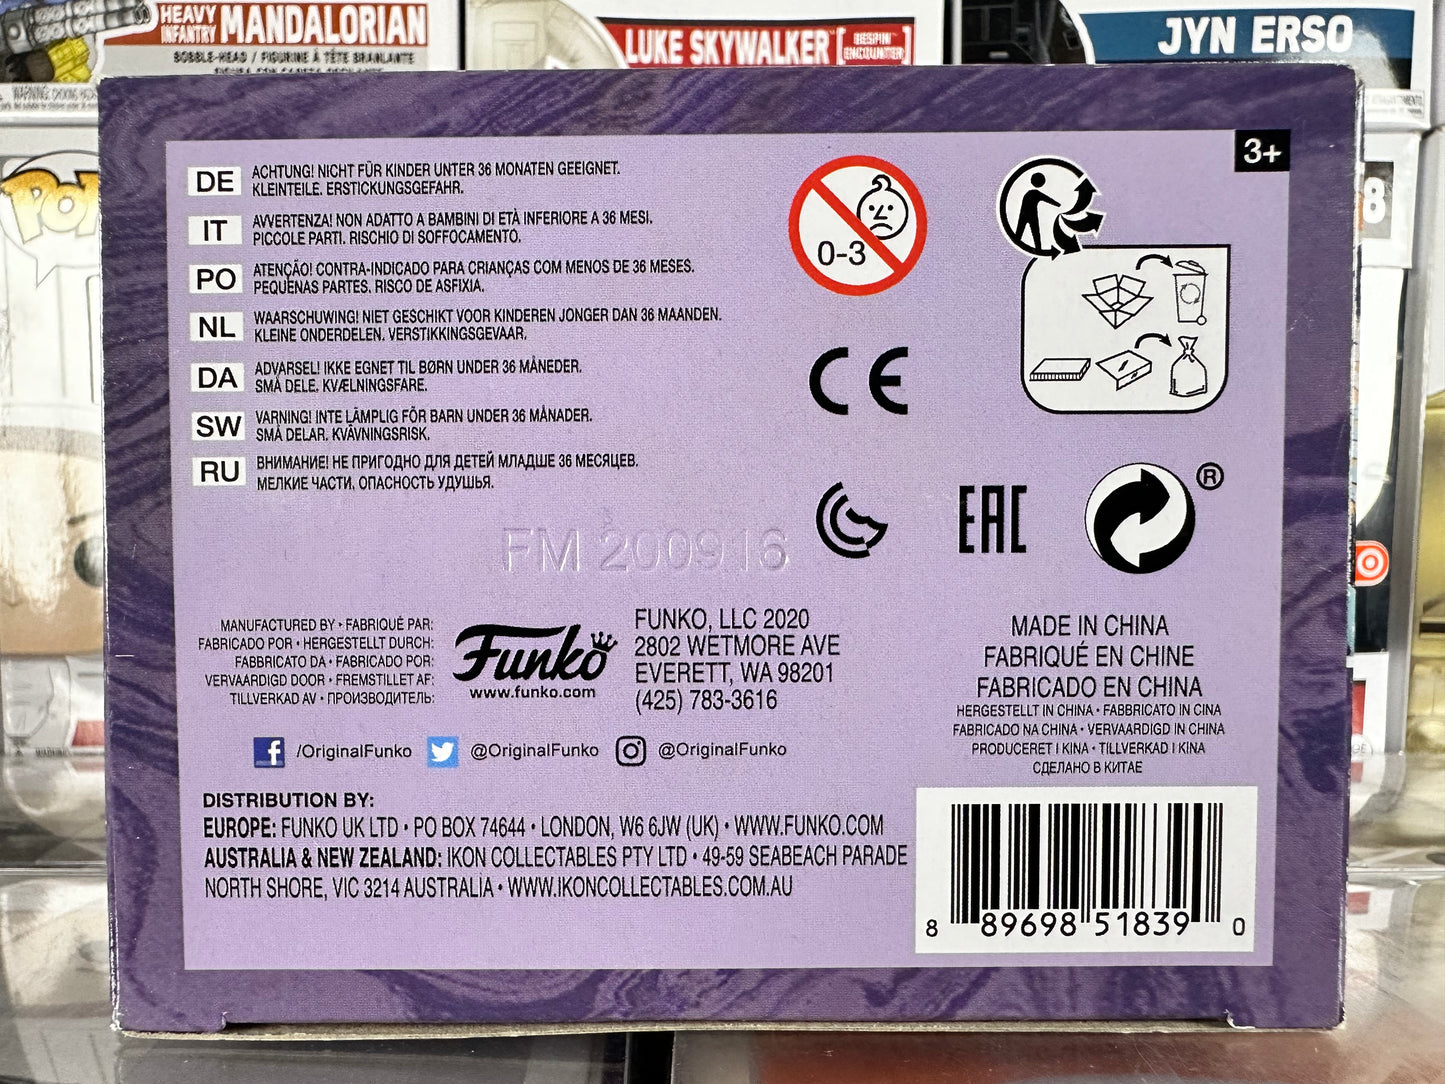 HEAVY
INFANTRY MANDALORIAN
BOBBLE-HEAD / FIGURINE À TÊTE BRANLANTE
LUKE SKYWALKER™ [BESPIN ENCOUNTER]
JYN ERSO
POP
8
3+
DE ACHTUNG! NICHT FÜR KINDER UNTER 36 MONATEN GEEIGNET.
KLEINTEILE. ERSTICKUNGSGEFAHR.
IT AVVERTENZA! NON ADATTO A BAMBINI DI ETÀ INFERIORE A 36 MESI.
PICCOLE PARTI. RISCHIO DI SOFFOCAMENTO.
PO ATENÇÃO! CONTRA-INDICADO PARA CRIANÇAS COM MENOS DE 36 MESES.
PEQUENAS PARTES. RISCO DE ASFIXIA.
NL WAARSCHUWING! NIET GESCHIKT VOOR KINDEREN JONGER DAN 36 MAANDEN.
KLEINE ONDERDELEN. VERSTIKKINGSGEVAAR.
DA ADVARSEL! IKKE EGNET TIL BØRN UNDER 36 MÅNEDER.
SMÅ DELE. KVÆLNINGSFARE.
SW VARNING! INTE LÄMPLIG FÖR BARN UNDER 36 MÅNADER.
SMÅ DELAR. KVÄVNINGSRISK.
RU ВНИМАНИЕ! НЕ ПРИГОДНО ДЛЯ ДЕТЕЙ МЛАДШЕ 36 МЕСЯЦЕВ.
МЕЛКИЕ ЧАСТИ, ОПАСНОСТЬ УДУШЬЯ.
0-3
CE
EAC
®
FM 200916
MANUFACTURED BY • FABRIQUÉ PAR:
FABRICADO POR • HERGESTELLT DURCH:
FABBRICATO DA • FABRICADO POR:
VERVAARDIGD DOOR • FREMSTILLET AF:
TILLVERKAD AV • ПРОИЗВОДИТЕЛЬ:
Funko
www.funko.com
FUNKO, LLC 2020
2802 WETMORE AVE
EVERETT, WA 98201
(425) 783-3616
MADE IN CHINA
FABRIQUÉ EN CHINE
FABRICADO EN CHINA
HERGESTELLT IN CHINA • FABBRICATO IN CINA
FABRICADO NA CHINA • VERVAARDIGD IN CHINA
PRODUCERET I KINA • TILLVERKAD I KINA
СДЕЛАНО В КИТАЕ
f /OriginalFunko @OriginalFunko @OriginalFunko
DISTRIBUTION BY:
EUROPE: FUNKO UK LTD • PO BOX 74644 • LONDON, W6 6JW (UK) • WWW.FUNKO.COM
AUSTRALIA & NEW ZEALAND: IKON COLLECTABLES PTY LTD • 49-59 SEABEACH PARADE
NORTH SHORE, VIC 3214 AUSTRALIA • WWW.IKONCOLLECTABLES.COM.AU
8 89698 51839 0